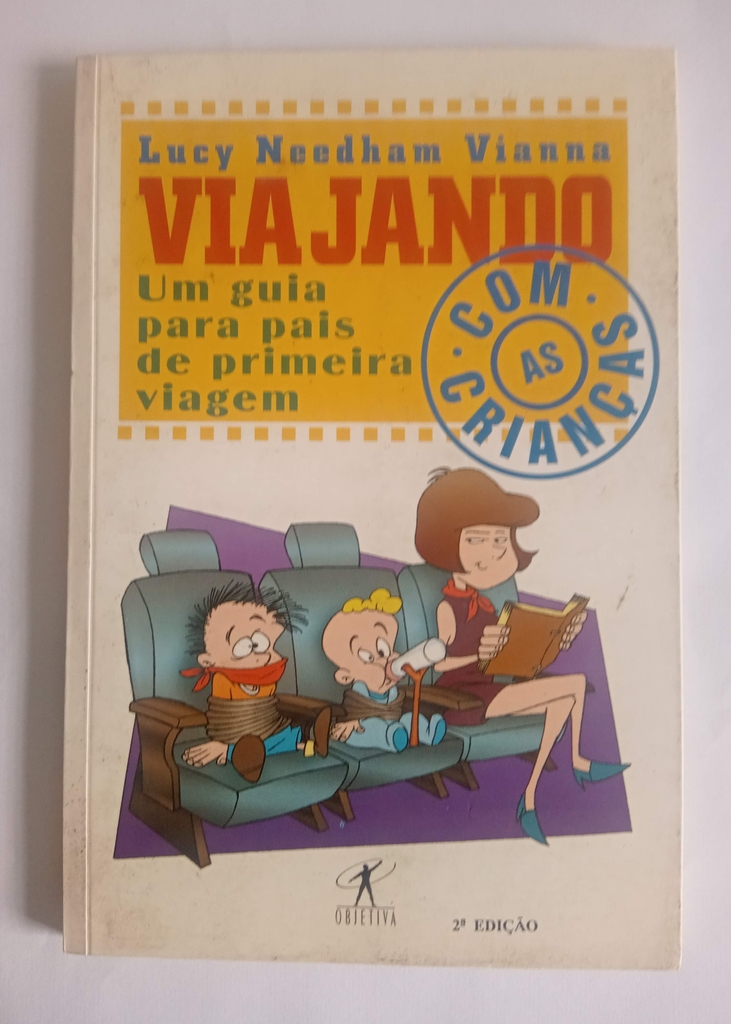 Lucy Needham Vianna
VIAJANDO
COM AS CRIANÇAS
Um guia
para pais
de primeira
viagem
OBJETIVA
2ª EDIÇÃO